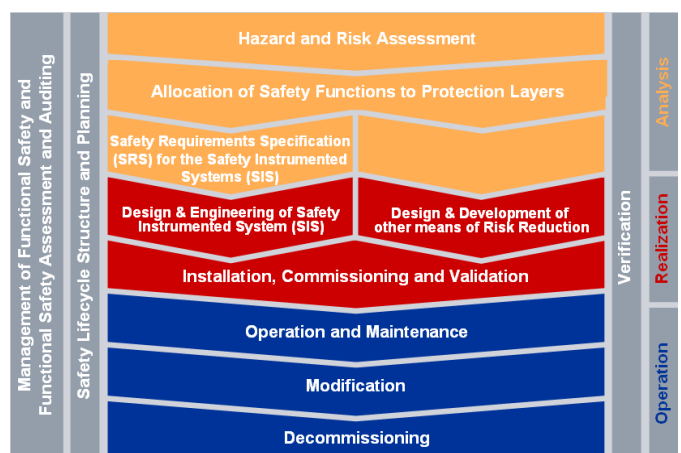 Management of Functional Safety and
Functional Safety Assessment and Auditing
Safety Lifecycle Structure and Planning
Hazard and Risk Assessment
Allocation of Safety Functions to Protection Layers
Safety Requirements Specification
(SRS) for the Safety Instrumented
Systems (SIS)
Design & Engineering of Safety
Instrumented System (SIS)
Design & Development of
other means of Risk Reduction
Installation, Commissioning and Validation
Operation and Maintenance
Modification
Decommissioning
Verification
Analysis
Realization
Operation